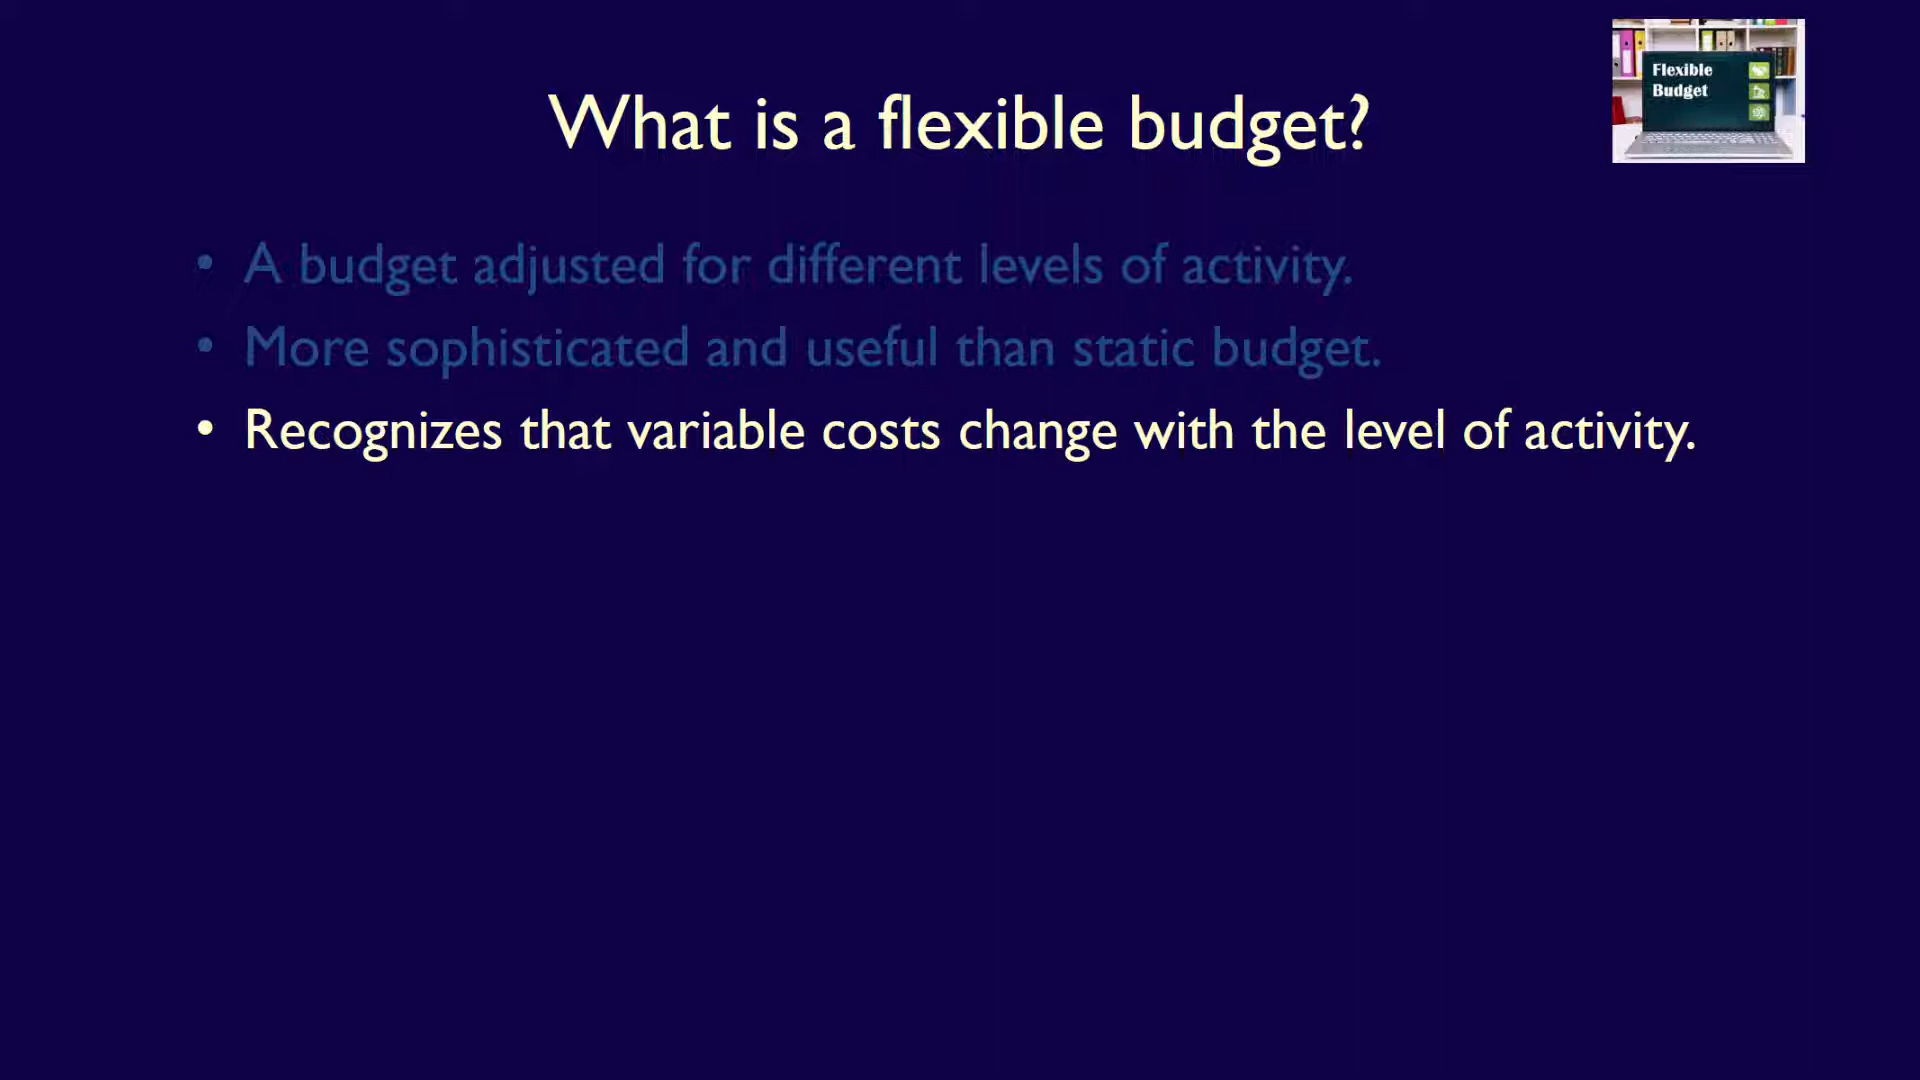 Flexible
Budget
What is a flexible budget?
• A budget adjusted for different levels of activity.
• More sophisticated and useful than static budget.
• Recognizes that variable costs change with the level of activity.